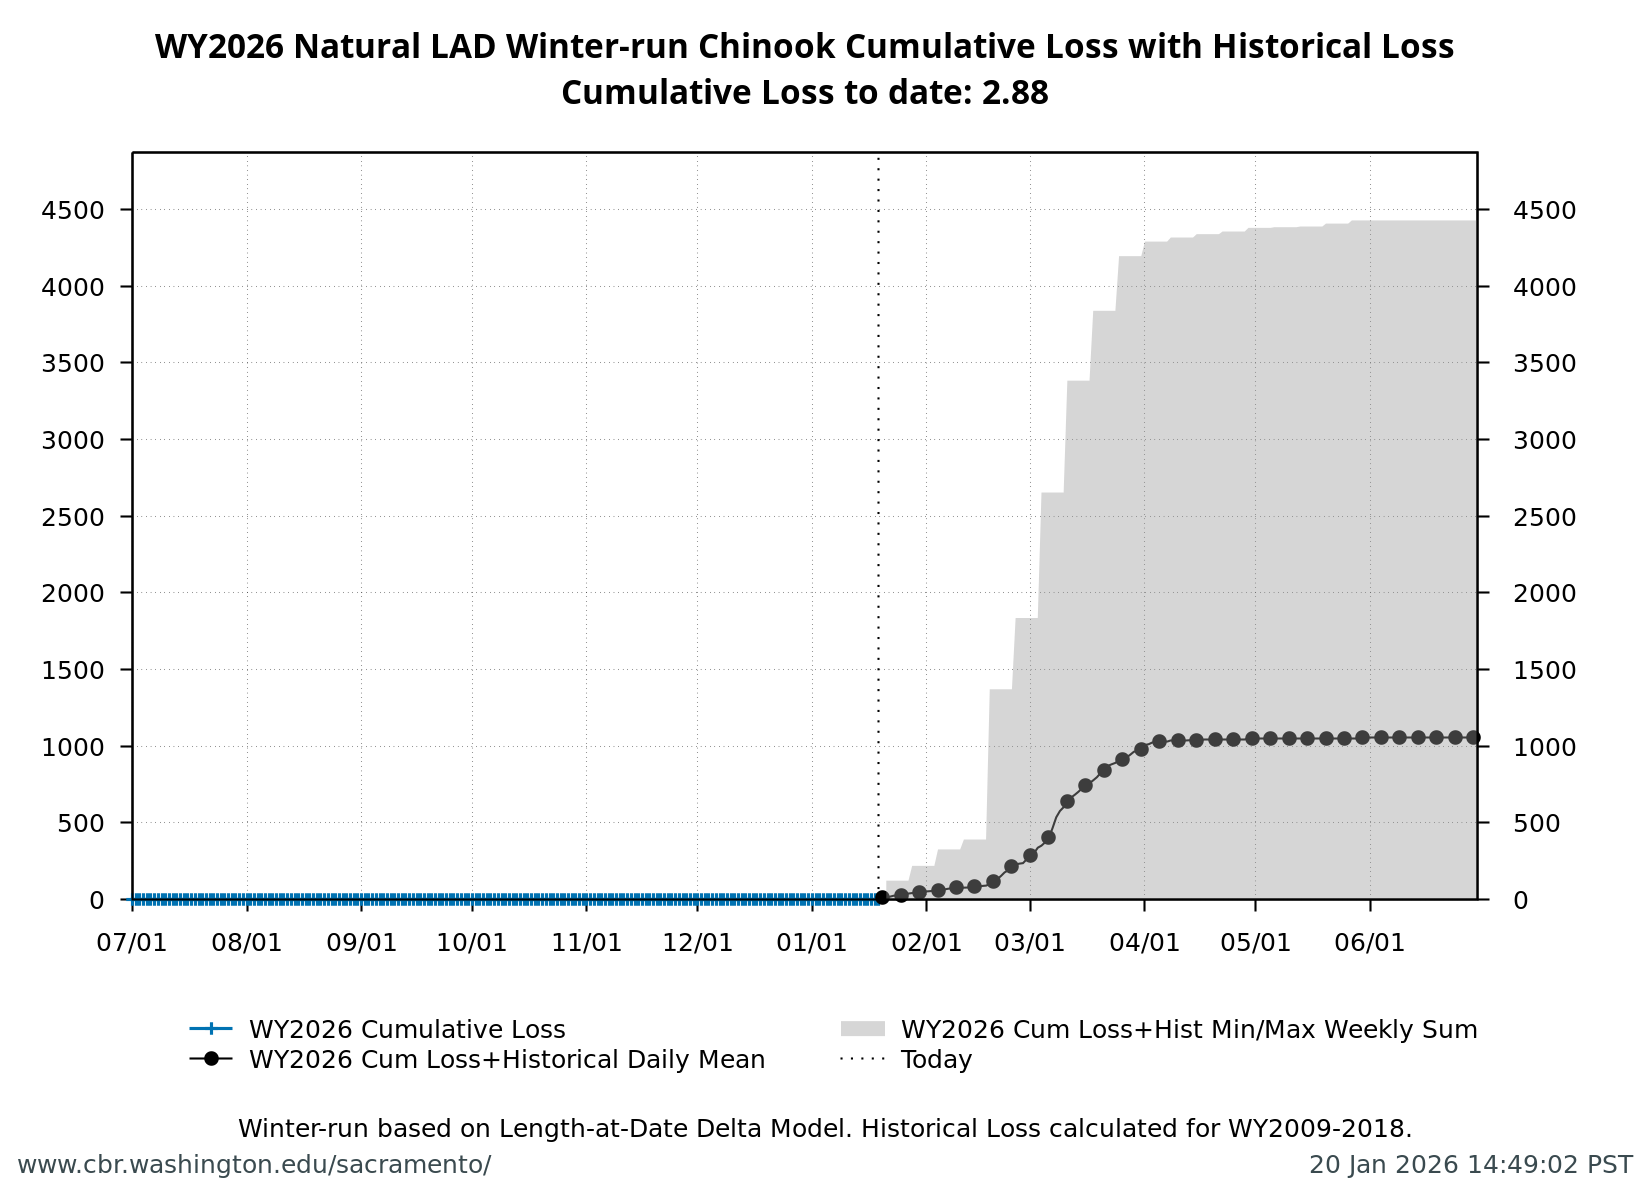 WY2026 Natural LAD Winter-run Chinook Cumulative Loss with Historical Loss
Cumulative Loss to date: 2.88
4500 4500
4000 4000
3500 3500
3000 3000
2500 2500
2000 2000
1500 1500
1000 1000
500 500
0 0
07/01 08/01 09/01 10/01 11/01 12/01 01/01 02/01 03/01 04/01 05/01 06/01
WY2026 Cumulative Loss WY2026 Cum Loss+Hist Min/Max Weekly Sum
WY2026 Cum Loss+Historical Daily Mean Today
Winter-run based on Length-at-Date Delta Model. Historical Loss calculated for WY2009-2018.
www.cbr.washington.edu/sacramento/ 20 Jan 2026 14:49:02 PST